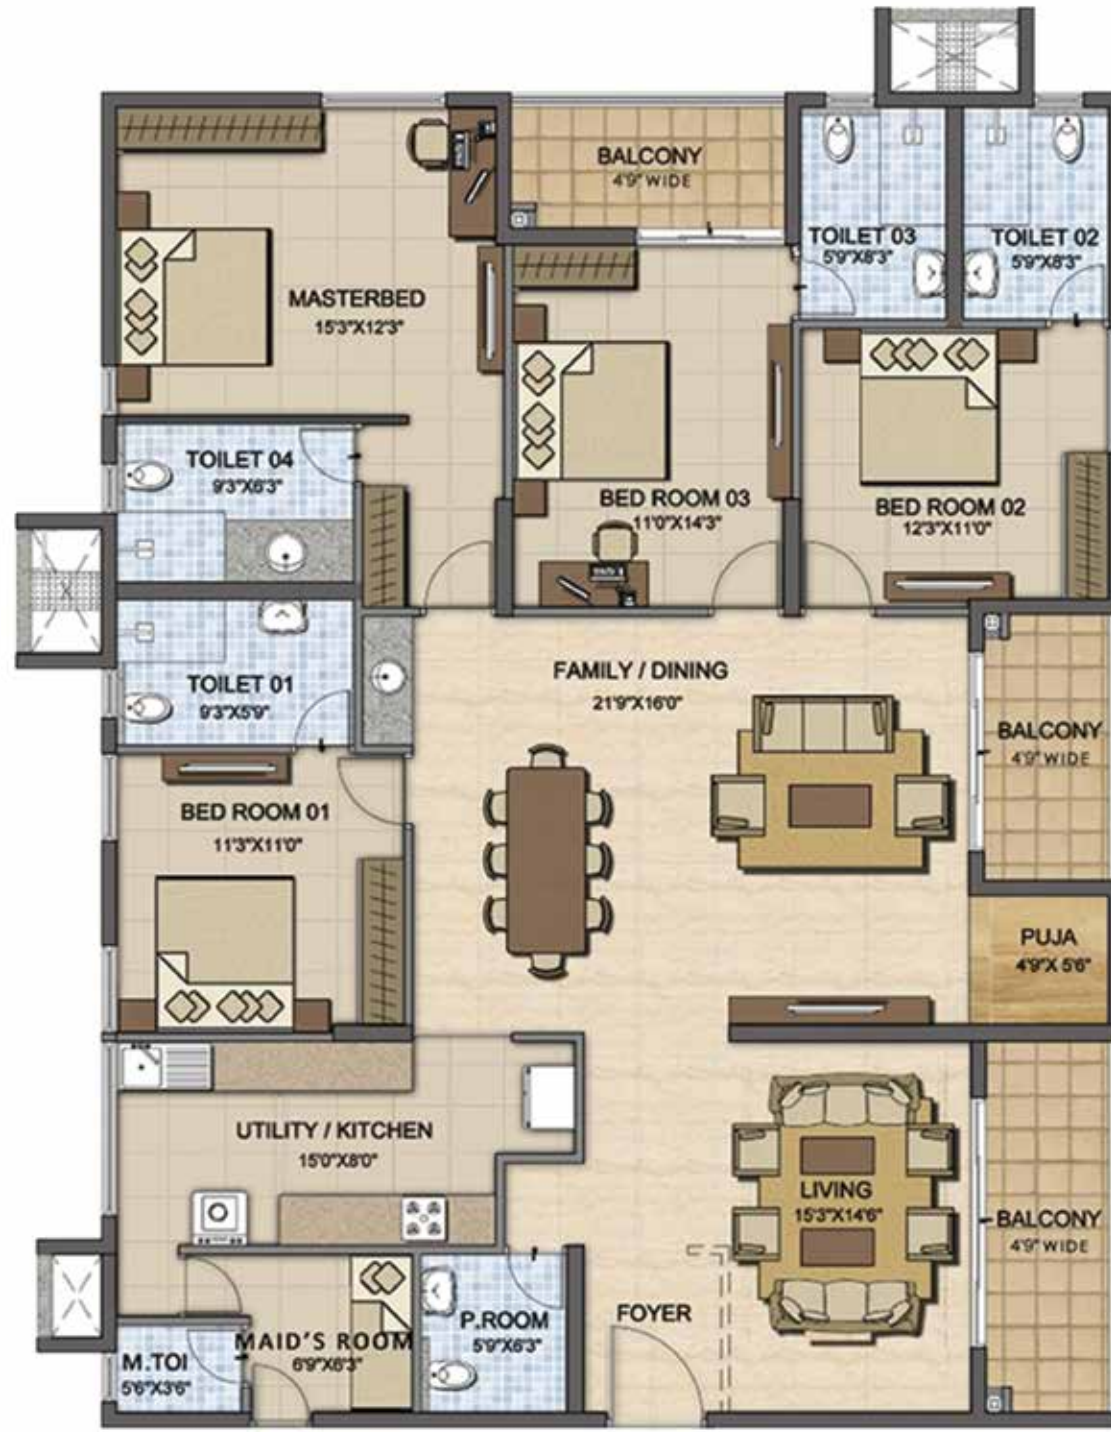 BALCONY
4'9" WIDE
TOILET 03
5'9"X8'3"
TOILET 02
5'9"X8'3"
MASTERBED
15'3"X12'3"
TOILET 04
9'3"X6'3"
BED ROOM 03
11'0"X14'3"
BED ROOM 02
12'3"X11'0"
TOILET 01
9'3"X5'9"
FAMILY / DINING
21'9"X16'0"
BALCONY
4'9" WIDE
BED ROOM 01
11'3"X11'0"
PUJA
4'9"X 5'6"
UTILITY / KITCHEN
15'0"X8'0"
LIVING
15'3"X14'6"
BALCONY
4'9" WIDE
FOYER
P.ROOM
5'9"X6'3"
MAID'S ROOM
6'9"X6'3"
M.TOI
5'6"X3'6"